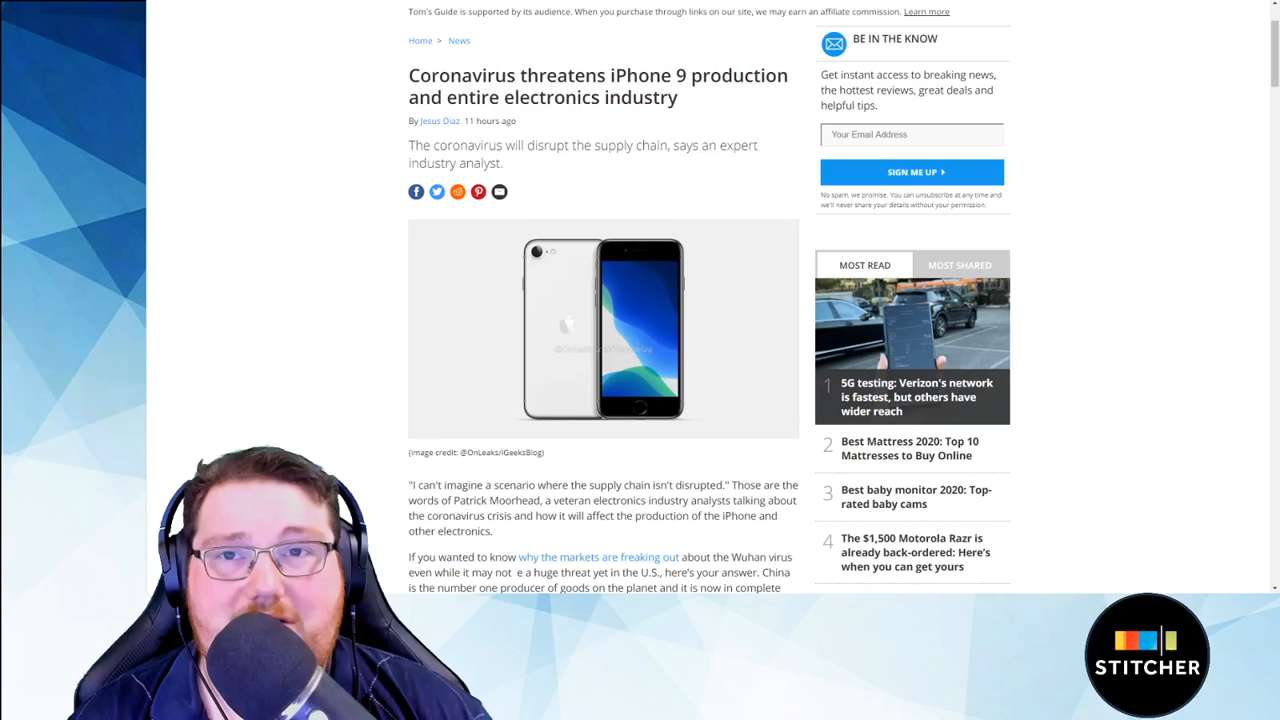 Tom's Guide is supported by its audience. When you purchase through links on our site, we may earn an affiliate commission. Learn more
Home > News
Coronavirus threatens iPhone 9 production
and entire electronics industry
By Jesus Diaz 11 hours ago
The coronavirus will disrupt the supply chain, says an expert
industry analyst.
(Image credit: @OnLeaks/iGeeksBlog)
"I can't imagine a scenario where the supply chain isn't disrupted." Those are the
words of Patrick Moorhead, a veteran electronics industry analysts talking about
the coronavirus crisis and how it will affect the production of the iPhone and
other electronics.
If you wanted to know why the markets are freaking out about the Wuhan virus
even while it may not e a huge threat yet in the U.S., here's your answer. China
is the number one producer of goods on the planet and it is now in complete
BE IN THE KNOW
Get instant access to breaking news,
the hottest reviews, great deals and
helpful tips.
Your Email Address
SIGN ME UP
No spam, we promise. You can unsubscribe at any time and
we'll never share your details without your permission.
MOST READ
MOST SHARED
1 5G testing: Verizon's network
is fastest, but others have
wider reach
2 Best Mattress 2020: Top 10
Mattresses to Buy Online
3 Best baby monitor 2020: Top-
rated baby cams
4 The $1,500 Motorola Razr is
already back-ordered: Here's
when you can get yours
STITCHER